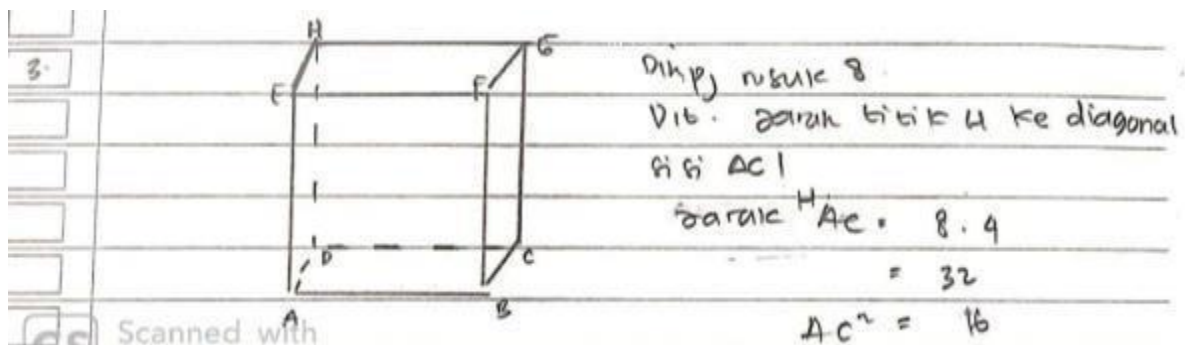 H
G
3.
E
F
Dik pj rusuk 8
Dit. Jarak titik H ke diagonal
sisi AC !
Jarak H AC = 8.4
D
C
= 32
A
B
AC² = 16
Scanned with
CS